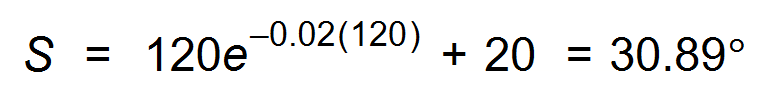 S = 120e^–0.02(120) + 20 = 30.89°